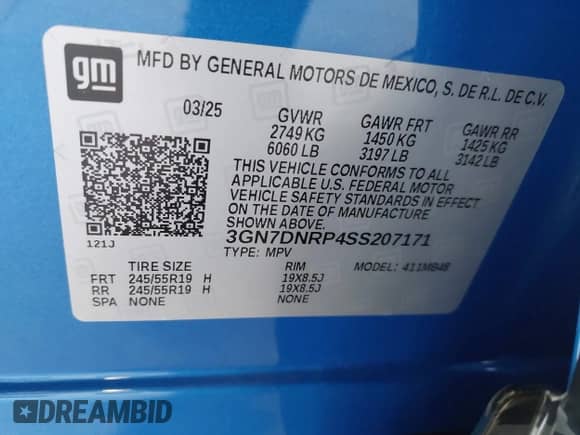 gm
MFD BY GENERAL MOTORS DE MEXICO, S. DE R.L. DE C.V.
03/25 GVWR GAWR FRT GAWR RR
2749 KG 1450 KG 1425 KG
6060 LB 3197 LB 3142 LB
THIS VEHICLE CONFORMS TO ALL
APPLICABLE U.S. FEDERAL MOTOR
VEHICLE SAFETY STANDARDS IN EFFECT
ON THE DATE OF MANUFACTURE
SHOWN ABOVE.
121J
3GN7DNRP4SS207171
TYPE: MPV MODEL: 411MB48
TIRE SIZE RIM
FRT 245/55R19 H 19X8.5J
RR 245/55R19 H 19X8.5J
SPA NONE NONE
DREAMBID